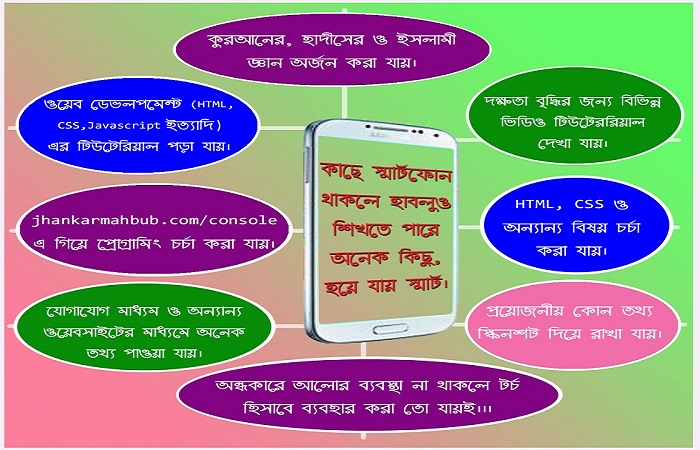 কুরআনের, হাদীসের ও ইসলামী
জ্ঞান অর্জন করা যায়।
ওয়েব ডেভলপমেন্ট (HTML,
CSS,Javascript ইত্যাদি)
এর টিউটেরিয়াল পড়া যায়।
দক্ষতা বৃদ্ধির জন্য বিভিন্ন
ভিডিও টিউটেররিয়াল
দেখা যায়।
কাছে স্মার্টফোন
থাকলে হাবলুও
শিখতে পারে
অনেক কিছু,
হয়ে যায় স্মার্ট।
jhankarmahbub.com/console
এ গিয়ে প্রোগ্রামিং চর্চা করা যায়।
HTML, CSS ও
অন্যান্য বিষয় চর্চা
করা যায়।
যোগাযোগ মাধ্যম ও অন্যান্য
ওয়েবসাইটের মাধ্যমে অনেক
তথ্য পাওয়া যায়।
প্রয়োজনীয় কোন তথ্য
স্কিনশট দিয়ে রাখা যায়।
অন্ধকারে আলোর ব্যবস্থা না থাকলে টর্চ
হিসাবে ব্যবহার করা তো যায়ই।।।